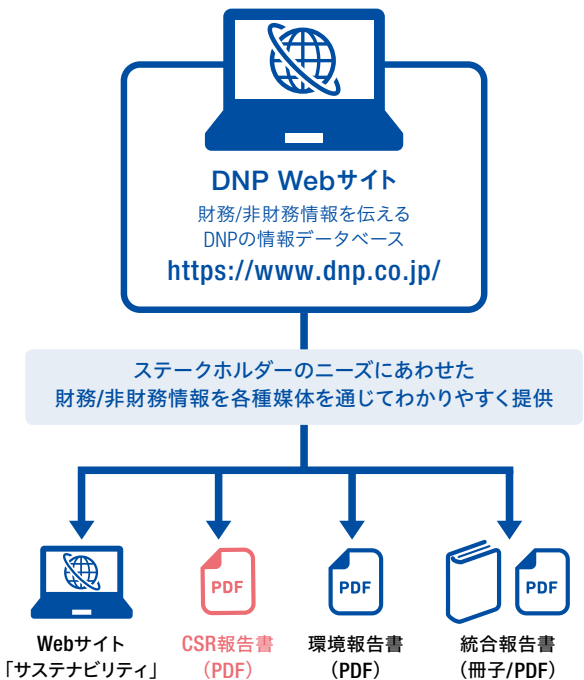 DNP Webサイト
財務/非財務情報を伝える
DNPの情報データベース
https://www.dnp.co.jp/
ステークホルダーのニーズにあわせた
財務/非財務情報を各種媒体を通じてわかりやすく提供
PDF
PDF
PDF
Webサイト
「サステナビリティ」
CSR報告書
（PDF）
環境報告書
（PDF）
統合報告書
（冊子/PDF）